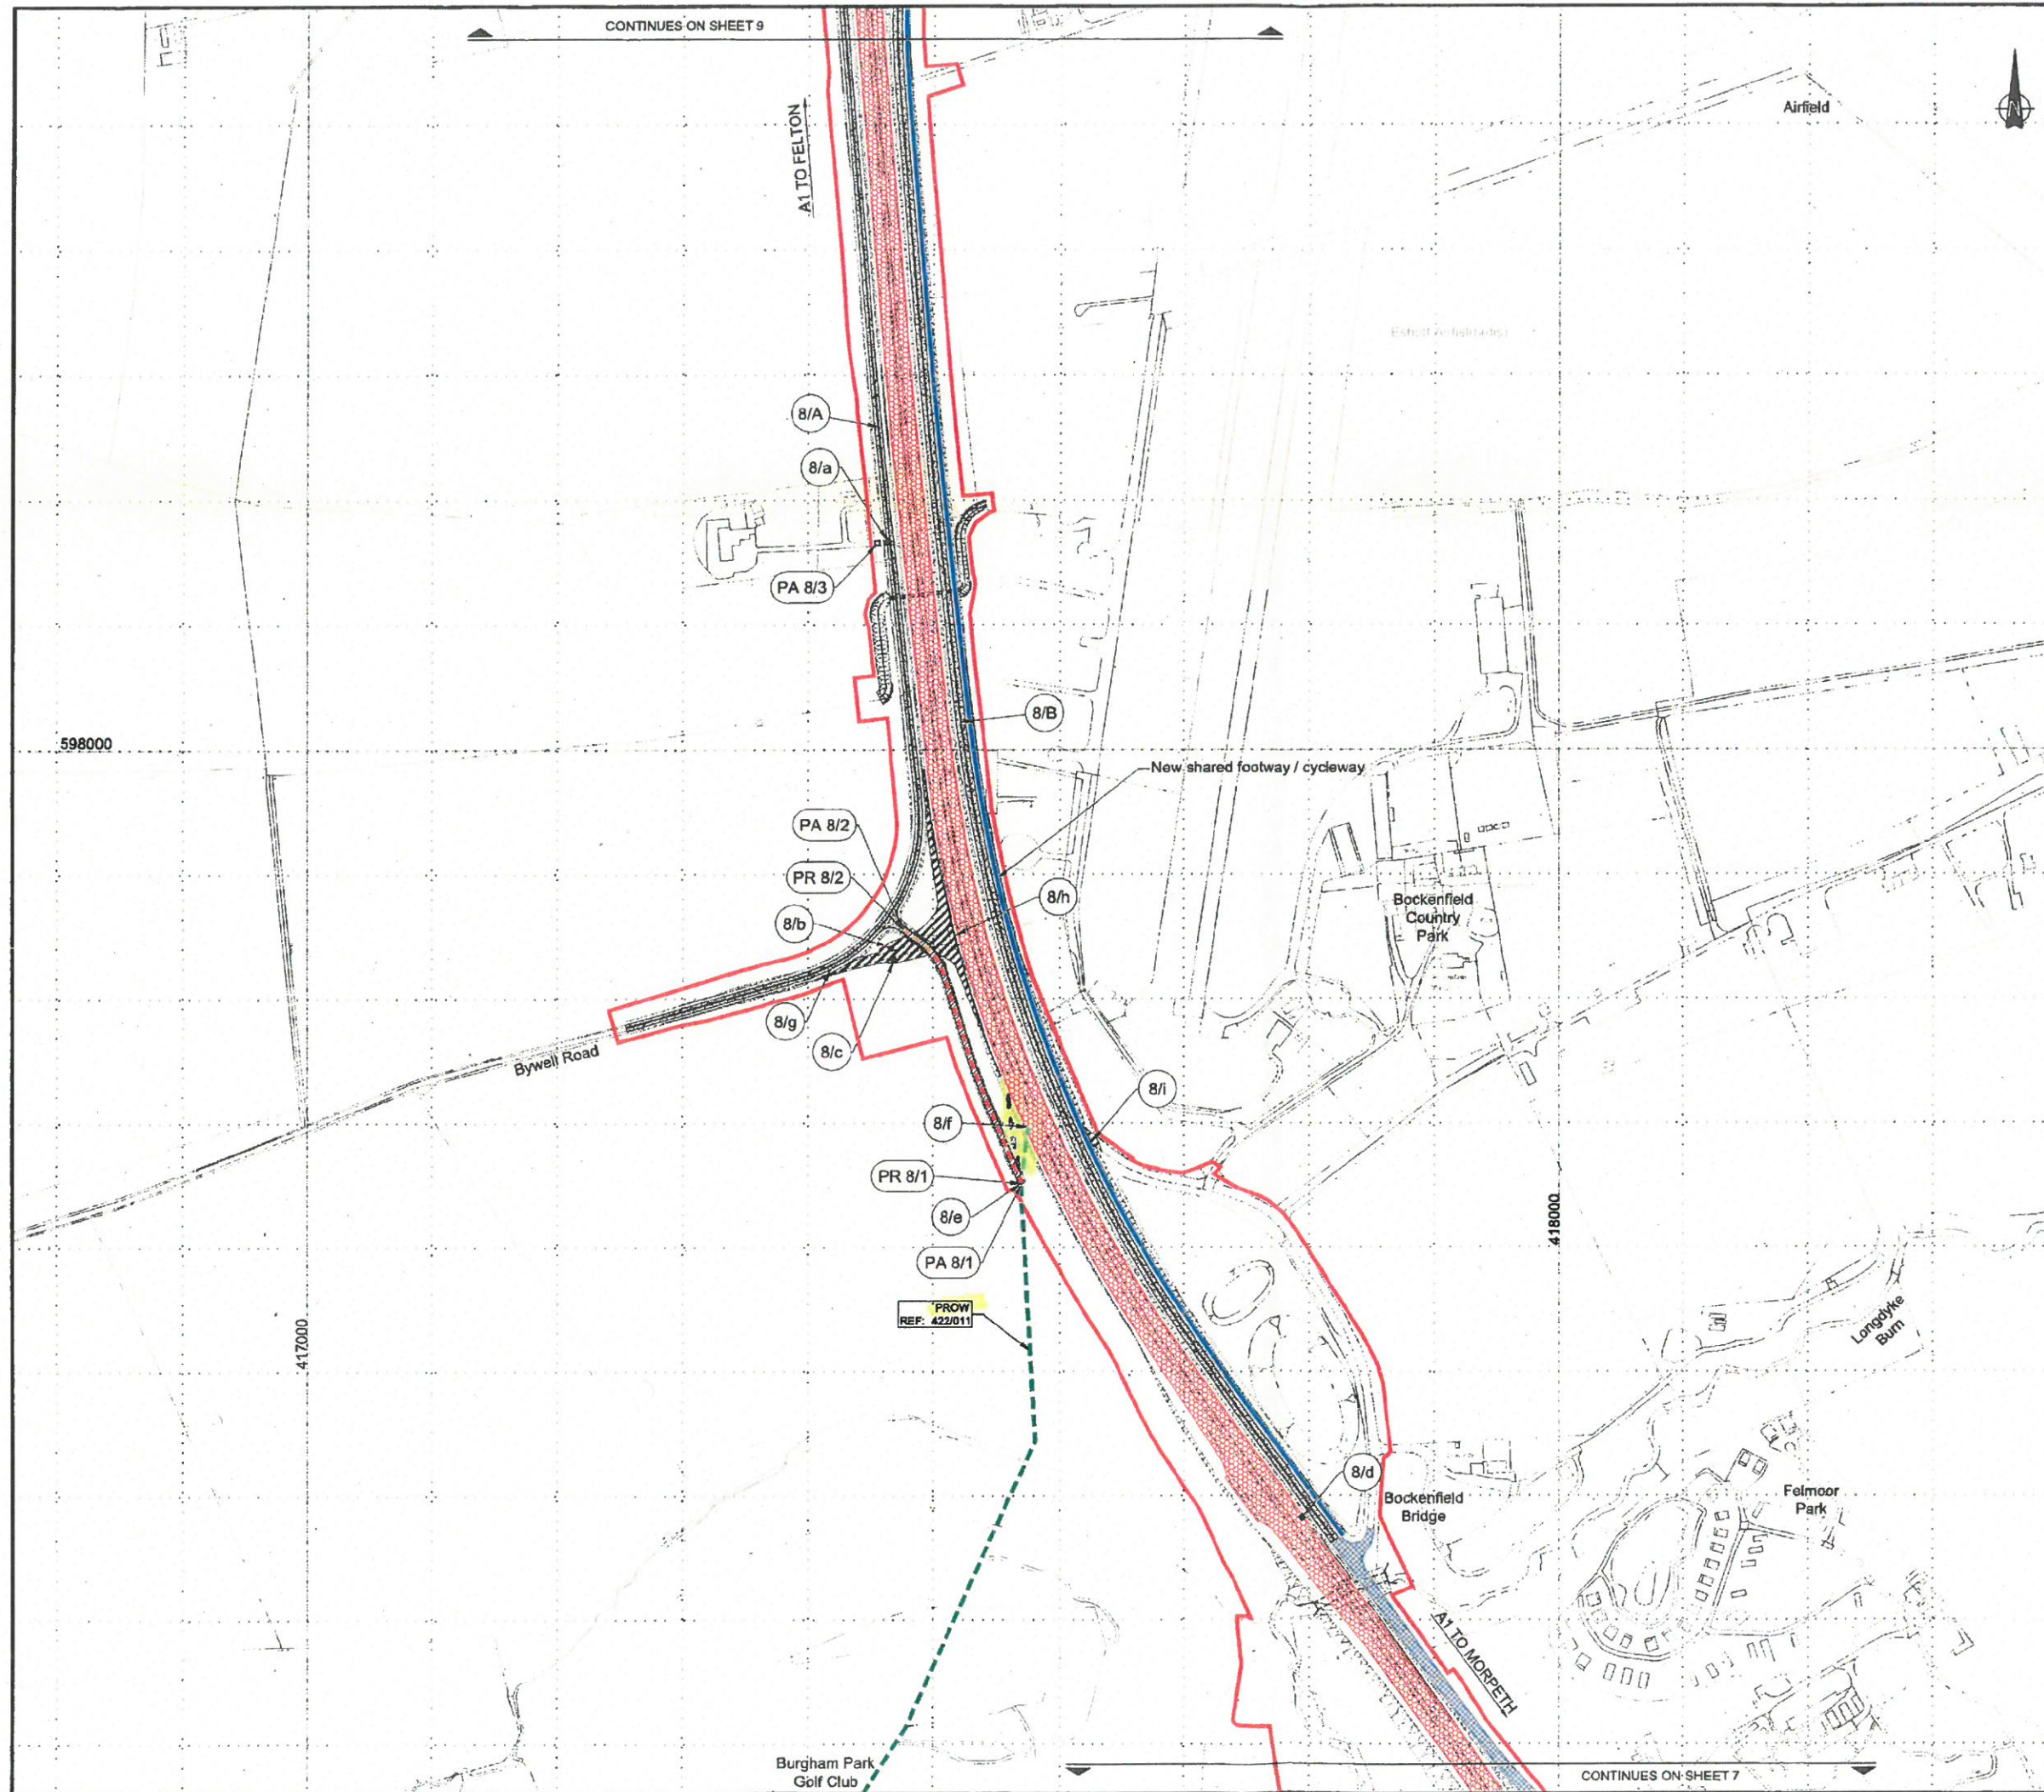 CONTINUES ON SHEET 9
A1 TO FELTON
Airfield
N
8/A
8/a
PA 8/3
8/B
598000
New shared footway / cycleway
PA 8/2
PR 8/2
8/b
8/h
Bockenfield
Country
Park
8/g
8/c
Bywell Road
8/i
8/f
PR 8/1
8/e
PA 8/1
PROW
REF: 422/011
417000
418000
Longdyke
Burn
8/d
Bockenfield
Bridge
Felmoor
Park
A1 TO MORPETH
Burgham Park
Golf Club
CONTINUES ON SHEET 7